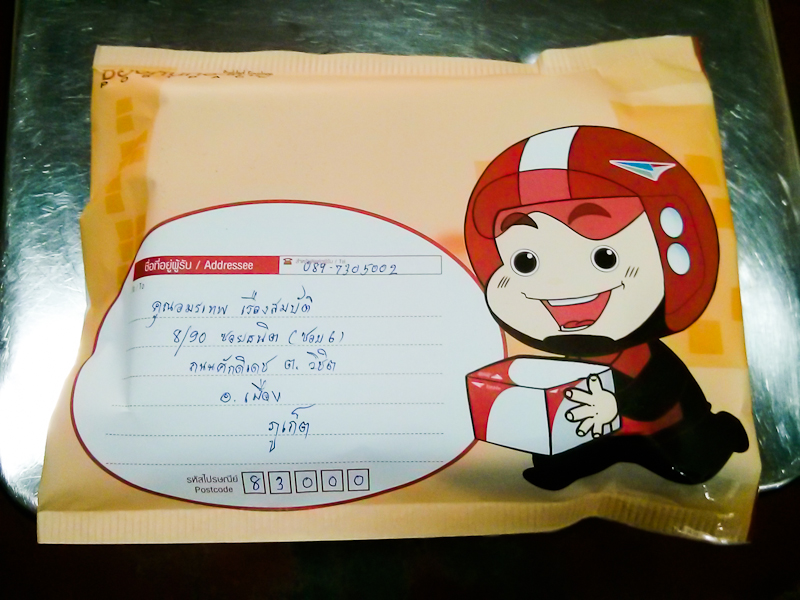 ชื่อที่อยู่ผู้รับ / Addressee
089-7305002
คุณอมรเทพ เรืองสมบัติ
8/90 ซอยสนิท (ซอย 6)
ถนนศักดิเดช ต. วิชิต
อ. เมือง
ภูเก็ต
รหัสไปรษณีย์
Postcode
83000